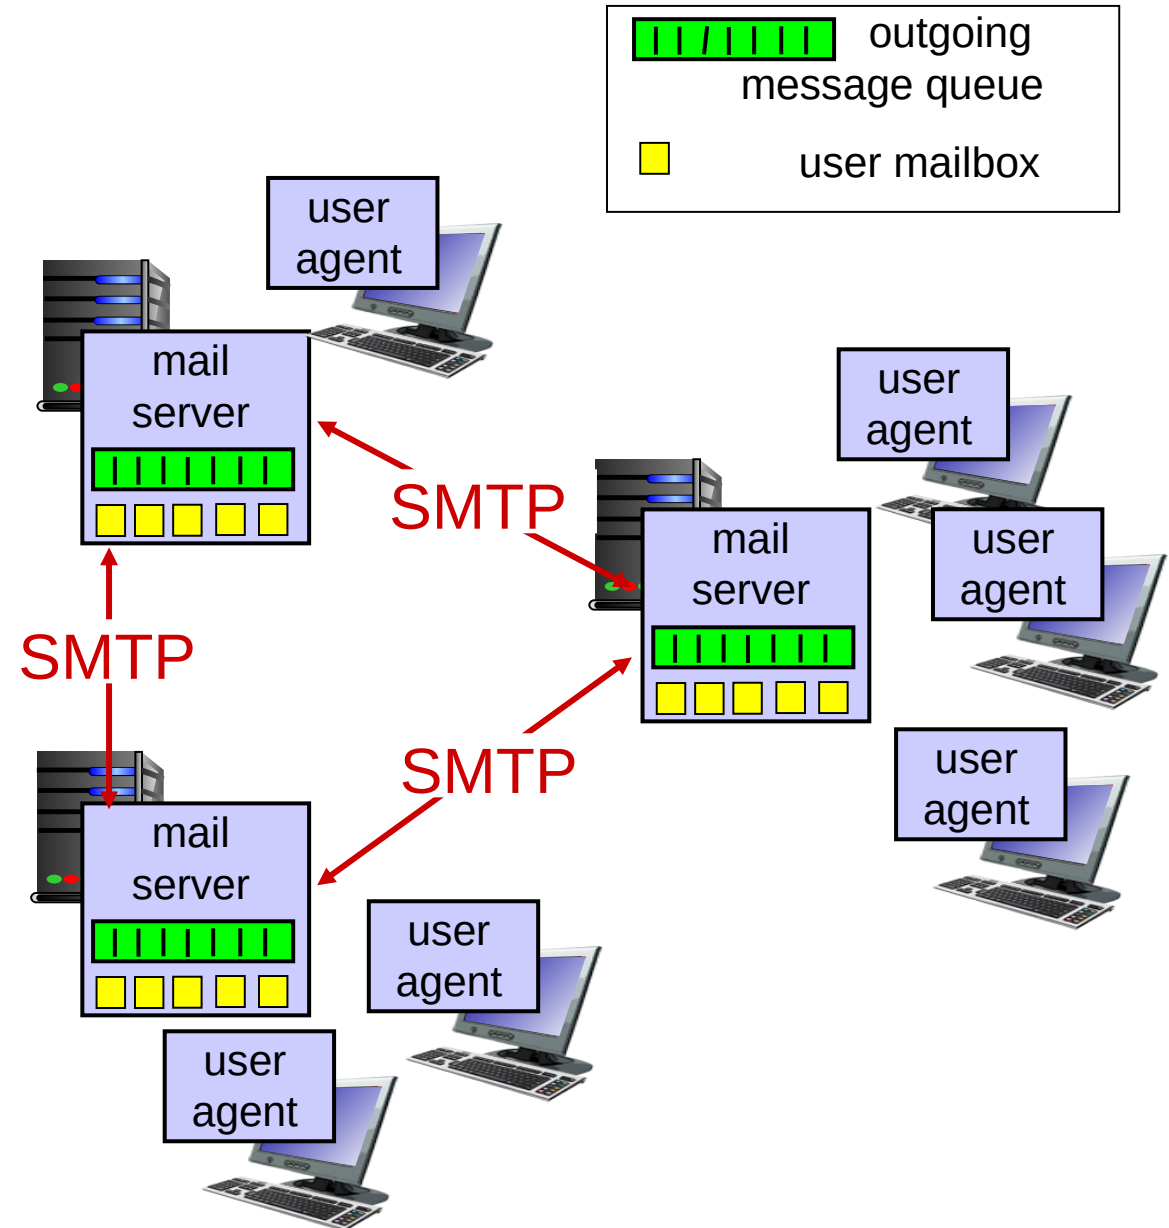 outgoing
message queue
user mailbox
user
agent
mail
server
SMTP
user
agent
mail
server
user
agent
SMTP
user
agent
SMTP
mail
server
user
agent
user
agent